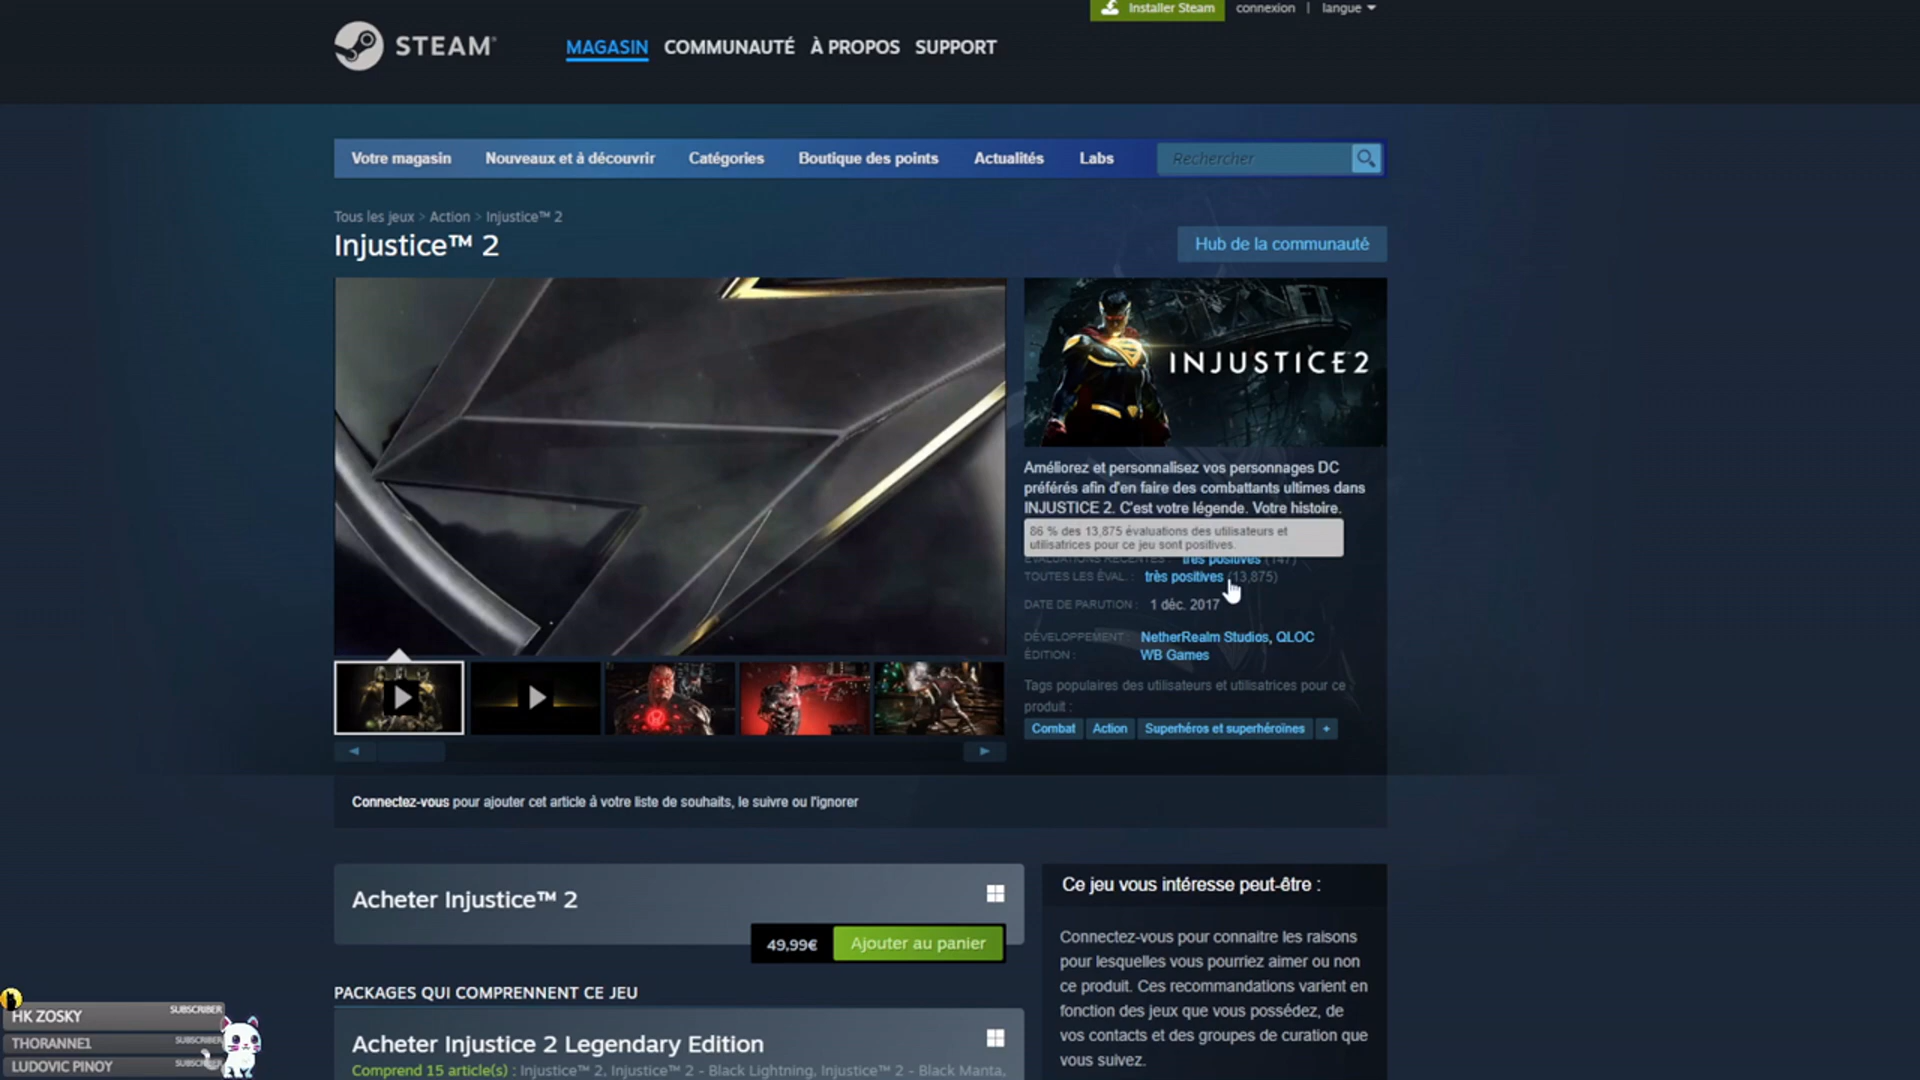 Installer Steam connexion | langue
STEAM MAGASIN COMMUNAUTÉ À PROPOS SUPPORT
Votre magasin Nouveaux et à découvrir Catégories Boutique des points Actualités Labs Rechercher
Tous les jeux > Action > Injustice™ 2
Injustice™ 2
Hub de la communauté
INJUSTICE 2
Améliorez et personnalisez vos personnages DC
préférés afin d'en faire des combattants ultimes dans
INJUSTICE 2. C'est votre légende. Votre histoire.
86 % des 13,875 évaluations des utilisateurs et
utilisatrices pour ce jeu sont positives.
ÉVALUATIONS RÉCENTES : très positives (147)
TOUTES LES ÉVAL. : très positives (13,875)
DATE DE PARUTION : 1 déc. 2017
DÉVELOPPEMENT : NetherRealm Studios, QLOC
ÉDITION : WB Games
Tags populaires des utilisateurs et utilisatrices pour ce
produit :
Combat Action Superhéros et superhéroïnes +
Connectez-vous pour ajouter cet article à votre liste de souhaits, le suivre ou l'ignorer
Acheter Injustice™ 2
49,99€ Ajouter au panier
PACKAGES QUI COMPRENNENT CE JEU
Acheter Injustice 2 Legendary Edition
Comprend 15 article(s) : Injustice™ 2, Injustice™ 2 - Black Lightning, Injustice™ 2 - Black Manta,
Ce jeu vous intéresse peut-être :
Connectez-vous pour connaitre les raisons
pour lesquelles vous pourriez aimer ou non
ce produit. Ces recommandations varient en
fonction des jeux que vous possédez, de
vos contacts et des groupes de curation que
vous suivez.
HK ZOSKY SUBSCRIBER
THORANNE1 SUBSCRIBER
LUDOVIC PINOY SUBSCRIBER